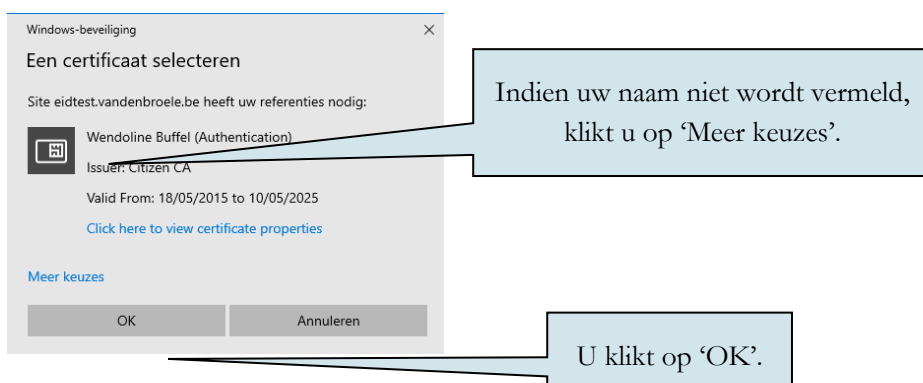 Windows-beveiliging
Een certificaat selecteren
Site eidtest.vandenbroele.be heeft uw referenties nodig:
Wendoline Buffel (Authentication)
Issuer: Citizen CA
Valid From: 18/05/2015 to 10/05/2025
Click here to view certificate properties
Meer keuzes
OK
Annuleren
Indien uw naam niet wordt vermeld,
klikt u op ‘Meer keuzes’.
U klikt op ‘OK’.